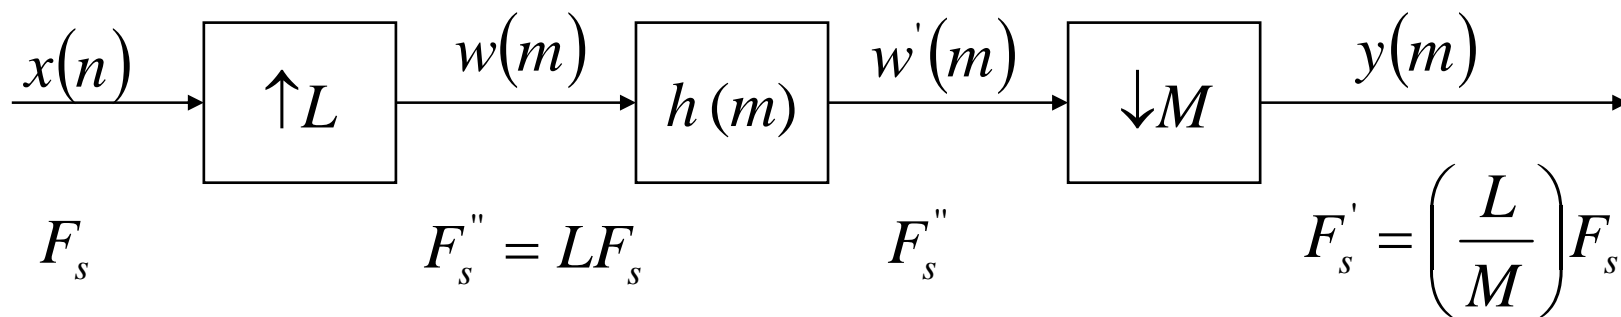 x(n)
↑L
w(m)
h (m)
w'(m)
↓M
y(m)
F_s
F_s'' = LF_s
F_s''
F_s' = (L/M)F_s